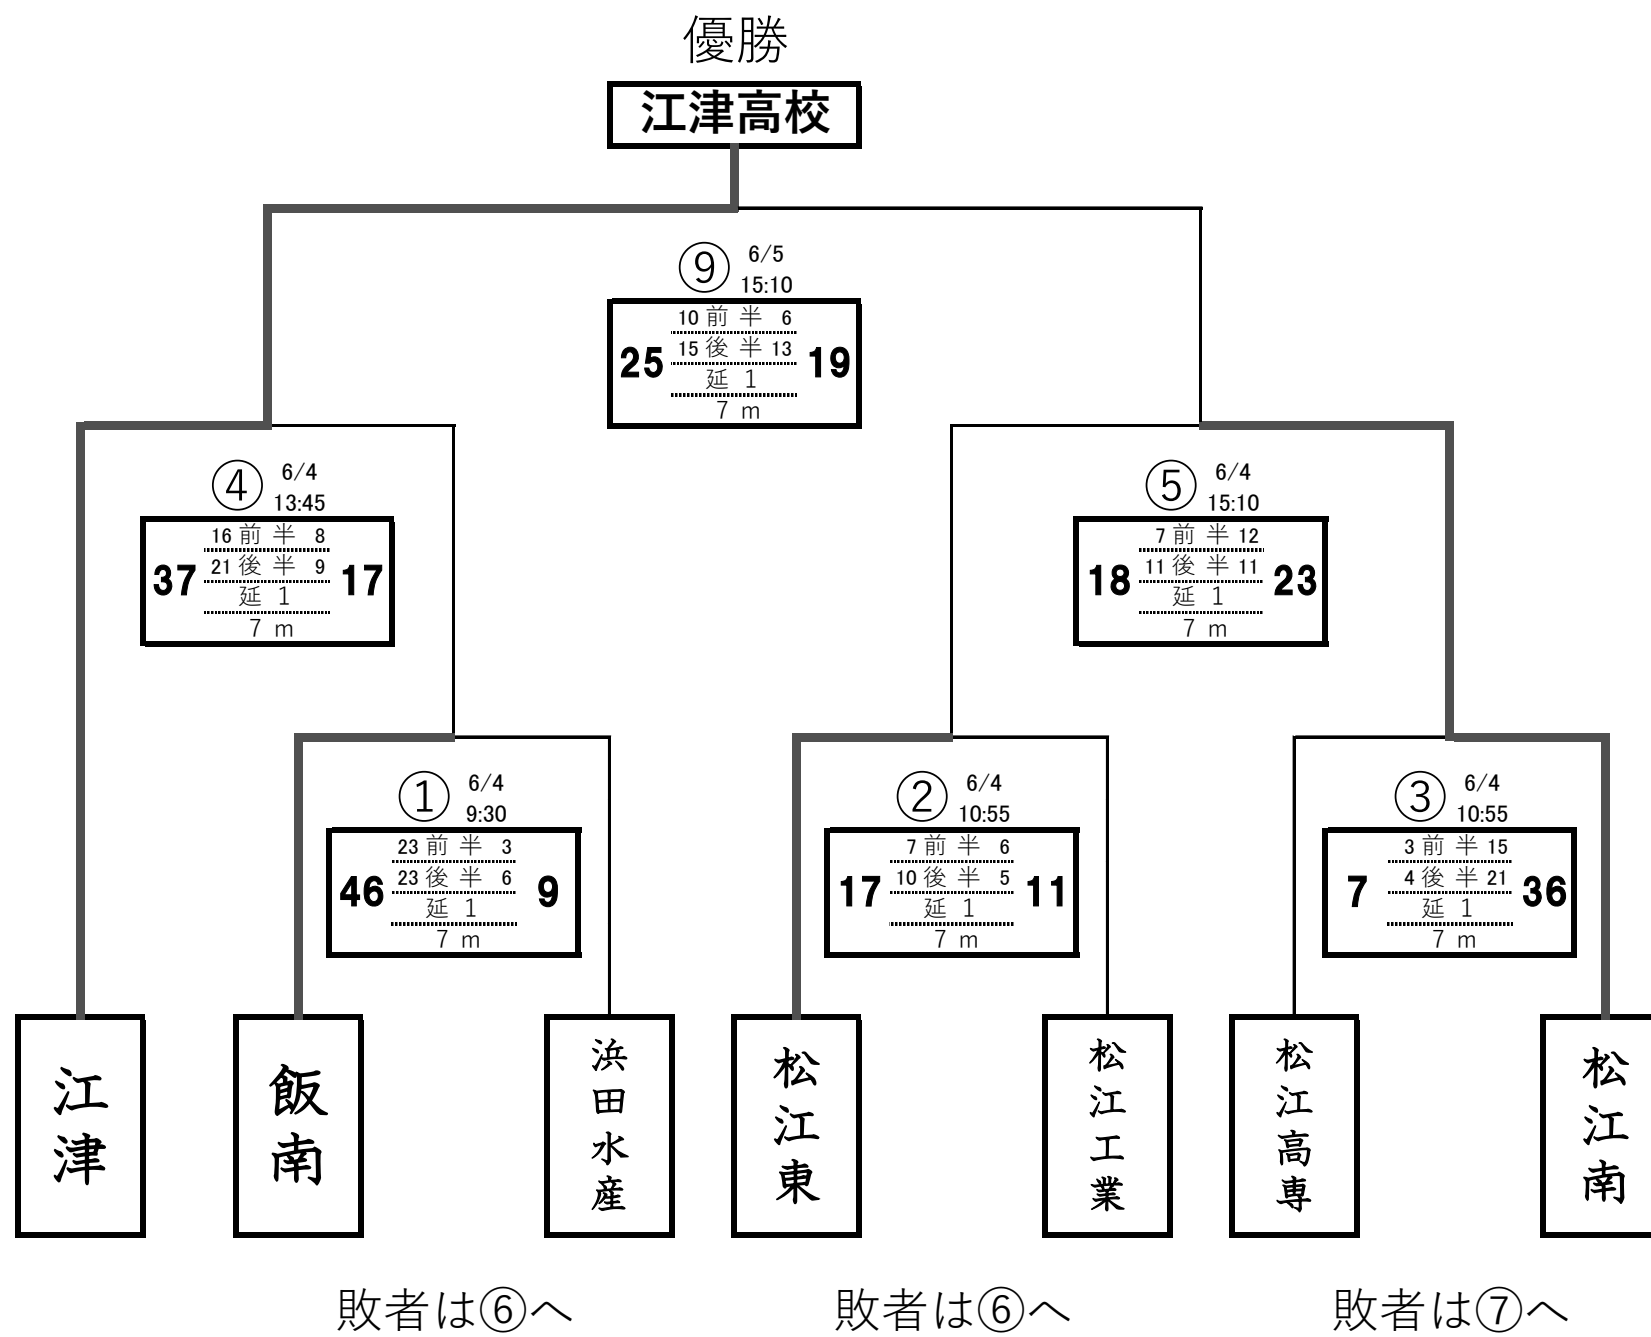 優勝
江津高校
⑨ 6/5
15:10
10 前 半 6
25 15 後 半 13 19
延 1
7 m
④ 6/4
13:45
16 前 半 8
37 21 後 半 9 17
延 1
7 m
⑤ 6/4
15:10
7 前 半 12
18 11 後 半 11 23
延 1
7 m
① 6/4
9:30
23 前 半 3
46 23 後 半 6 9
延 1
7 m
② 6/4
10:55
7 前 半 6
17 10 後 半 5 11
延 1
7 m
③ 6/4
10:55
3 前 半 15
7 4 後 半 21 36
延 1
7 m
江津
飯南
浜田水産
松江東
松江工業
松江高専
松江南
敗者は⑥へ
敗者は⑥へ
敗者は⑦へ